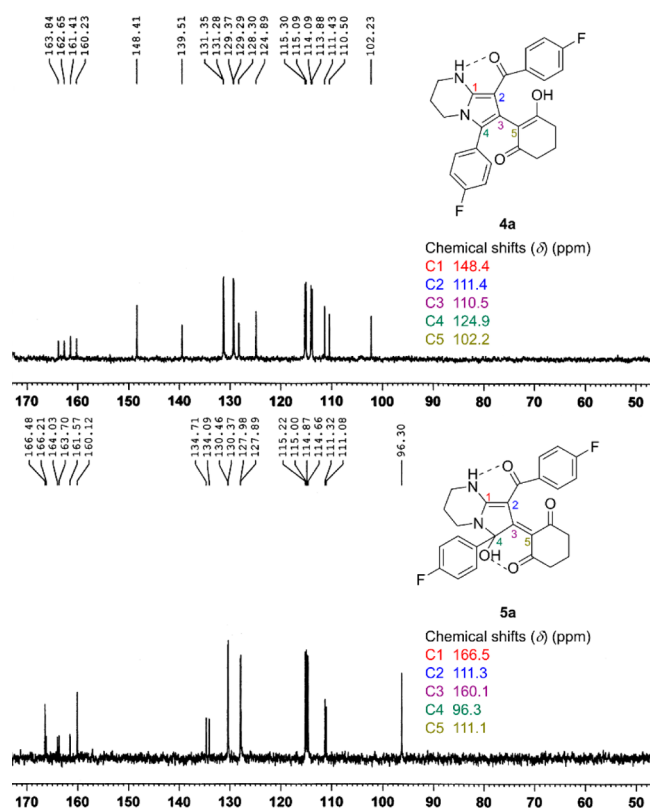 163.84
162.65
161.41
160.23
148.41
139.51
131.35
131.28
129.37
129.29
128.30
124.89
115.30
115.09
114.09
113.88
111.43
110.50
102.23
NH
O
F
1
2
N
3
OH
4
5
O
F
4a
Chemical shifts (δ) (ppm)
C1 148.4
C2 111.4
C3 110.5
C4 124.9
C5 102.2
170 160 150 140 130 120 110 100 90 80 70 60 50
166.48
166.21
164.03
163.70
161.57
160.12
134.71
134.09
130.46
130.37
127.98
127.89
115.22
115.00
114.87
114.66
111.32
111.08
96.30
NH
O
F
1
2
O
N
3
4
5
OH
O
F
5a
Chemical shifts (δ) (ppm)
C1 166.5
C2 111.3
C3 160.1
C4 96.3
C5 111.1
170 160 150 140 130 120 110 100 90 80 70 60 50